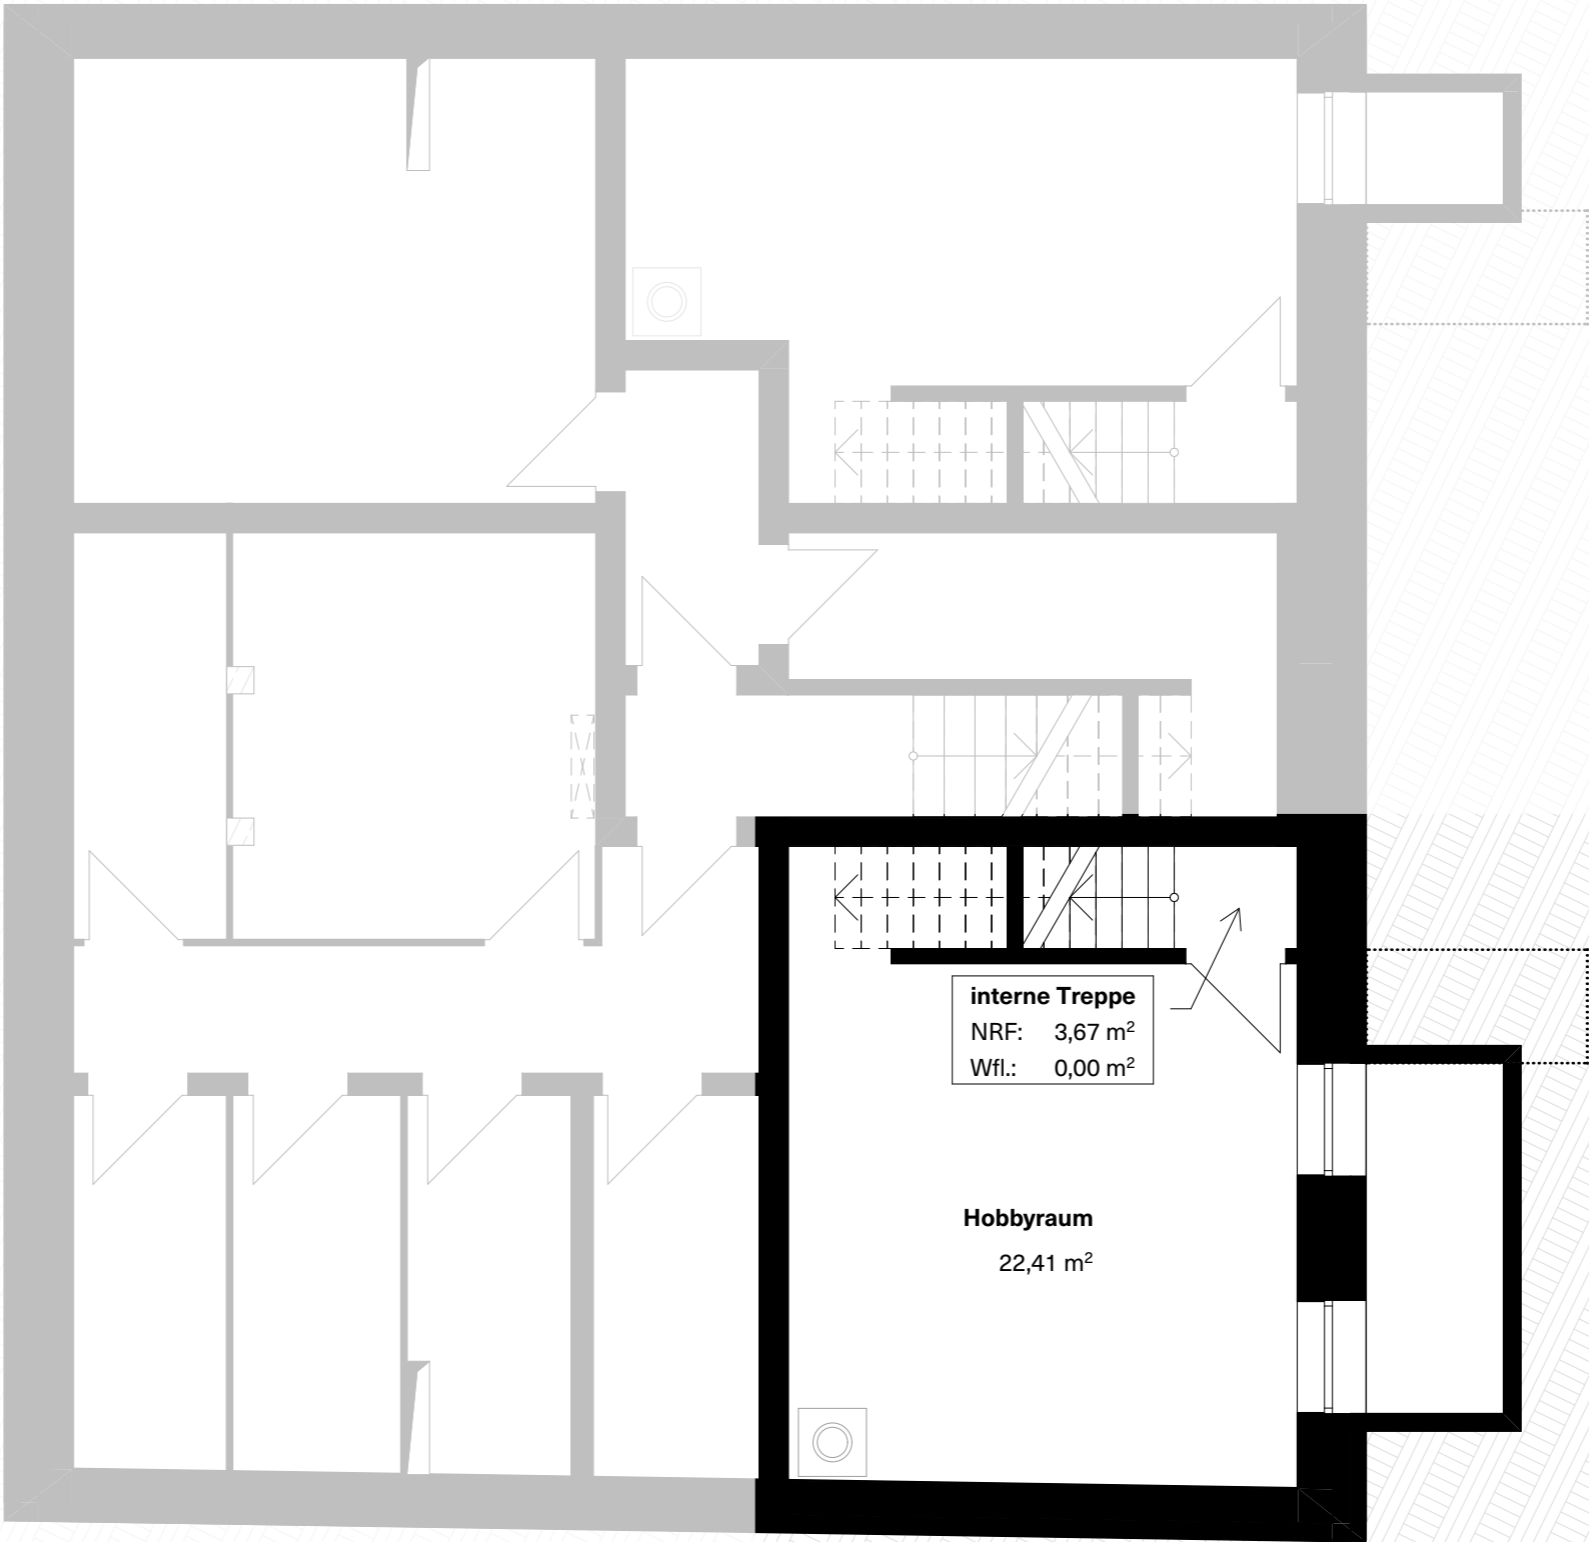 interne Treppe
NRF: 3,67 m²
Wfl.: 0,00 m²
Hobbyraum
22,41 m²